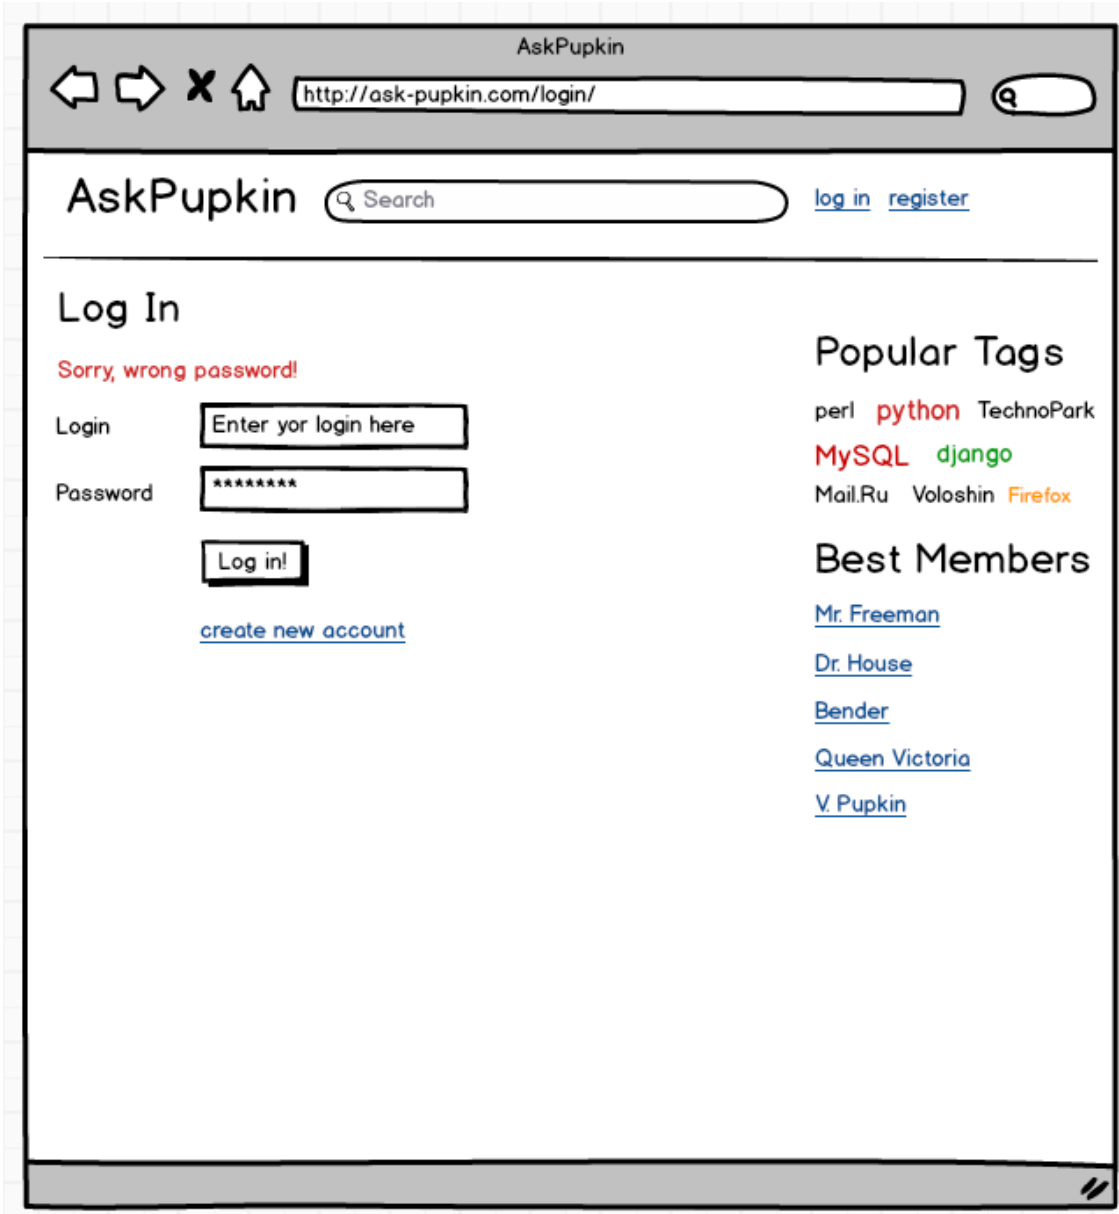 AskPupkin
http://ask-pupkin.com/login/
AskPupkin
Search
log in register
Log In
Sorry, wrong password!
Login
Enter yor login here
Password
********
Log in!
create new account
Popular Tags
perl python TechnoPark
MySQL django
Mail.Ru Voloshin Firefox
Best Members
Mr. Freeman
Dr. House
Bender
Queen Victoria
V. Pupkin